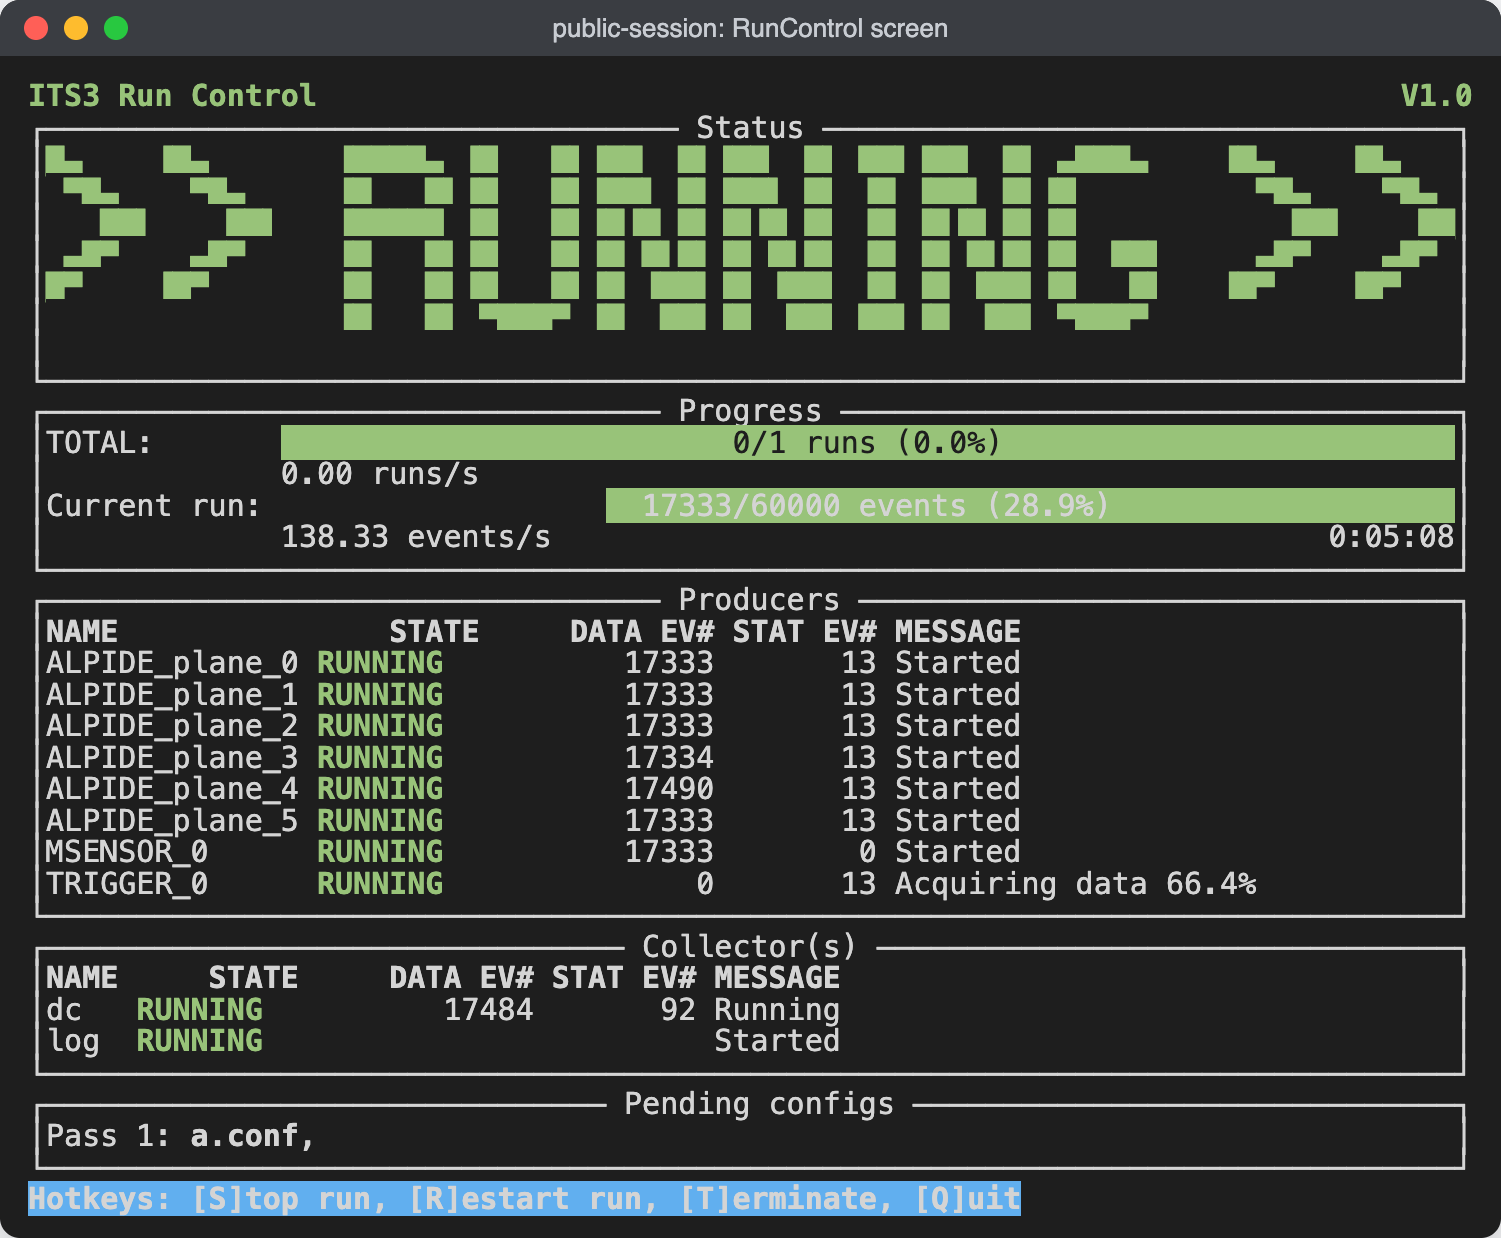 public-session: RunControl screen
ITS3 Run Control V1.0
Status
>> RUNNING >>
Progress
TOTAL: 0/1 runs (0.0%)
0.00 runs/s
Current run: 17333/60000 events (28.9%)
138.33 events/s 0:05:08
Producers
NAME STATE DATA EV# STAT EV# MESSAGE
ALPIDE_plane_0 RUNNING 17333 13 Started
ALPIDE_plane_1 RUNNING 17333 13 Started
ALPIDE_plane_2 RUNNING 17333 13 Started
ALPIDE_plane_3 RUNNING 17334 13 Started
ALPIDE_plane_4 RUNNING 17490 13 Started
ALPIDE_plane_5 RUNNING 17333 13 Started
MSENSOR_0 RUNNING 17333 0 Started
TRIGGER_0 RUNNING 0 13 Acquiring data 66.4%
Collector(s)
NAME STATE DATA EV# STAT EV# MESSAGE
dc RUNNING 17484 92 Running
log RUNNING Started
Pending configs
Pass 1: a.conf,
Hotkeys: [S]top run, [R]estart run, [T]erminate, [Q]uit